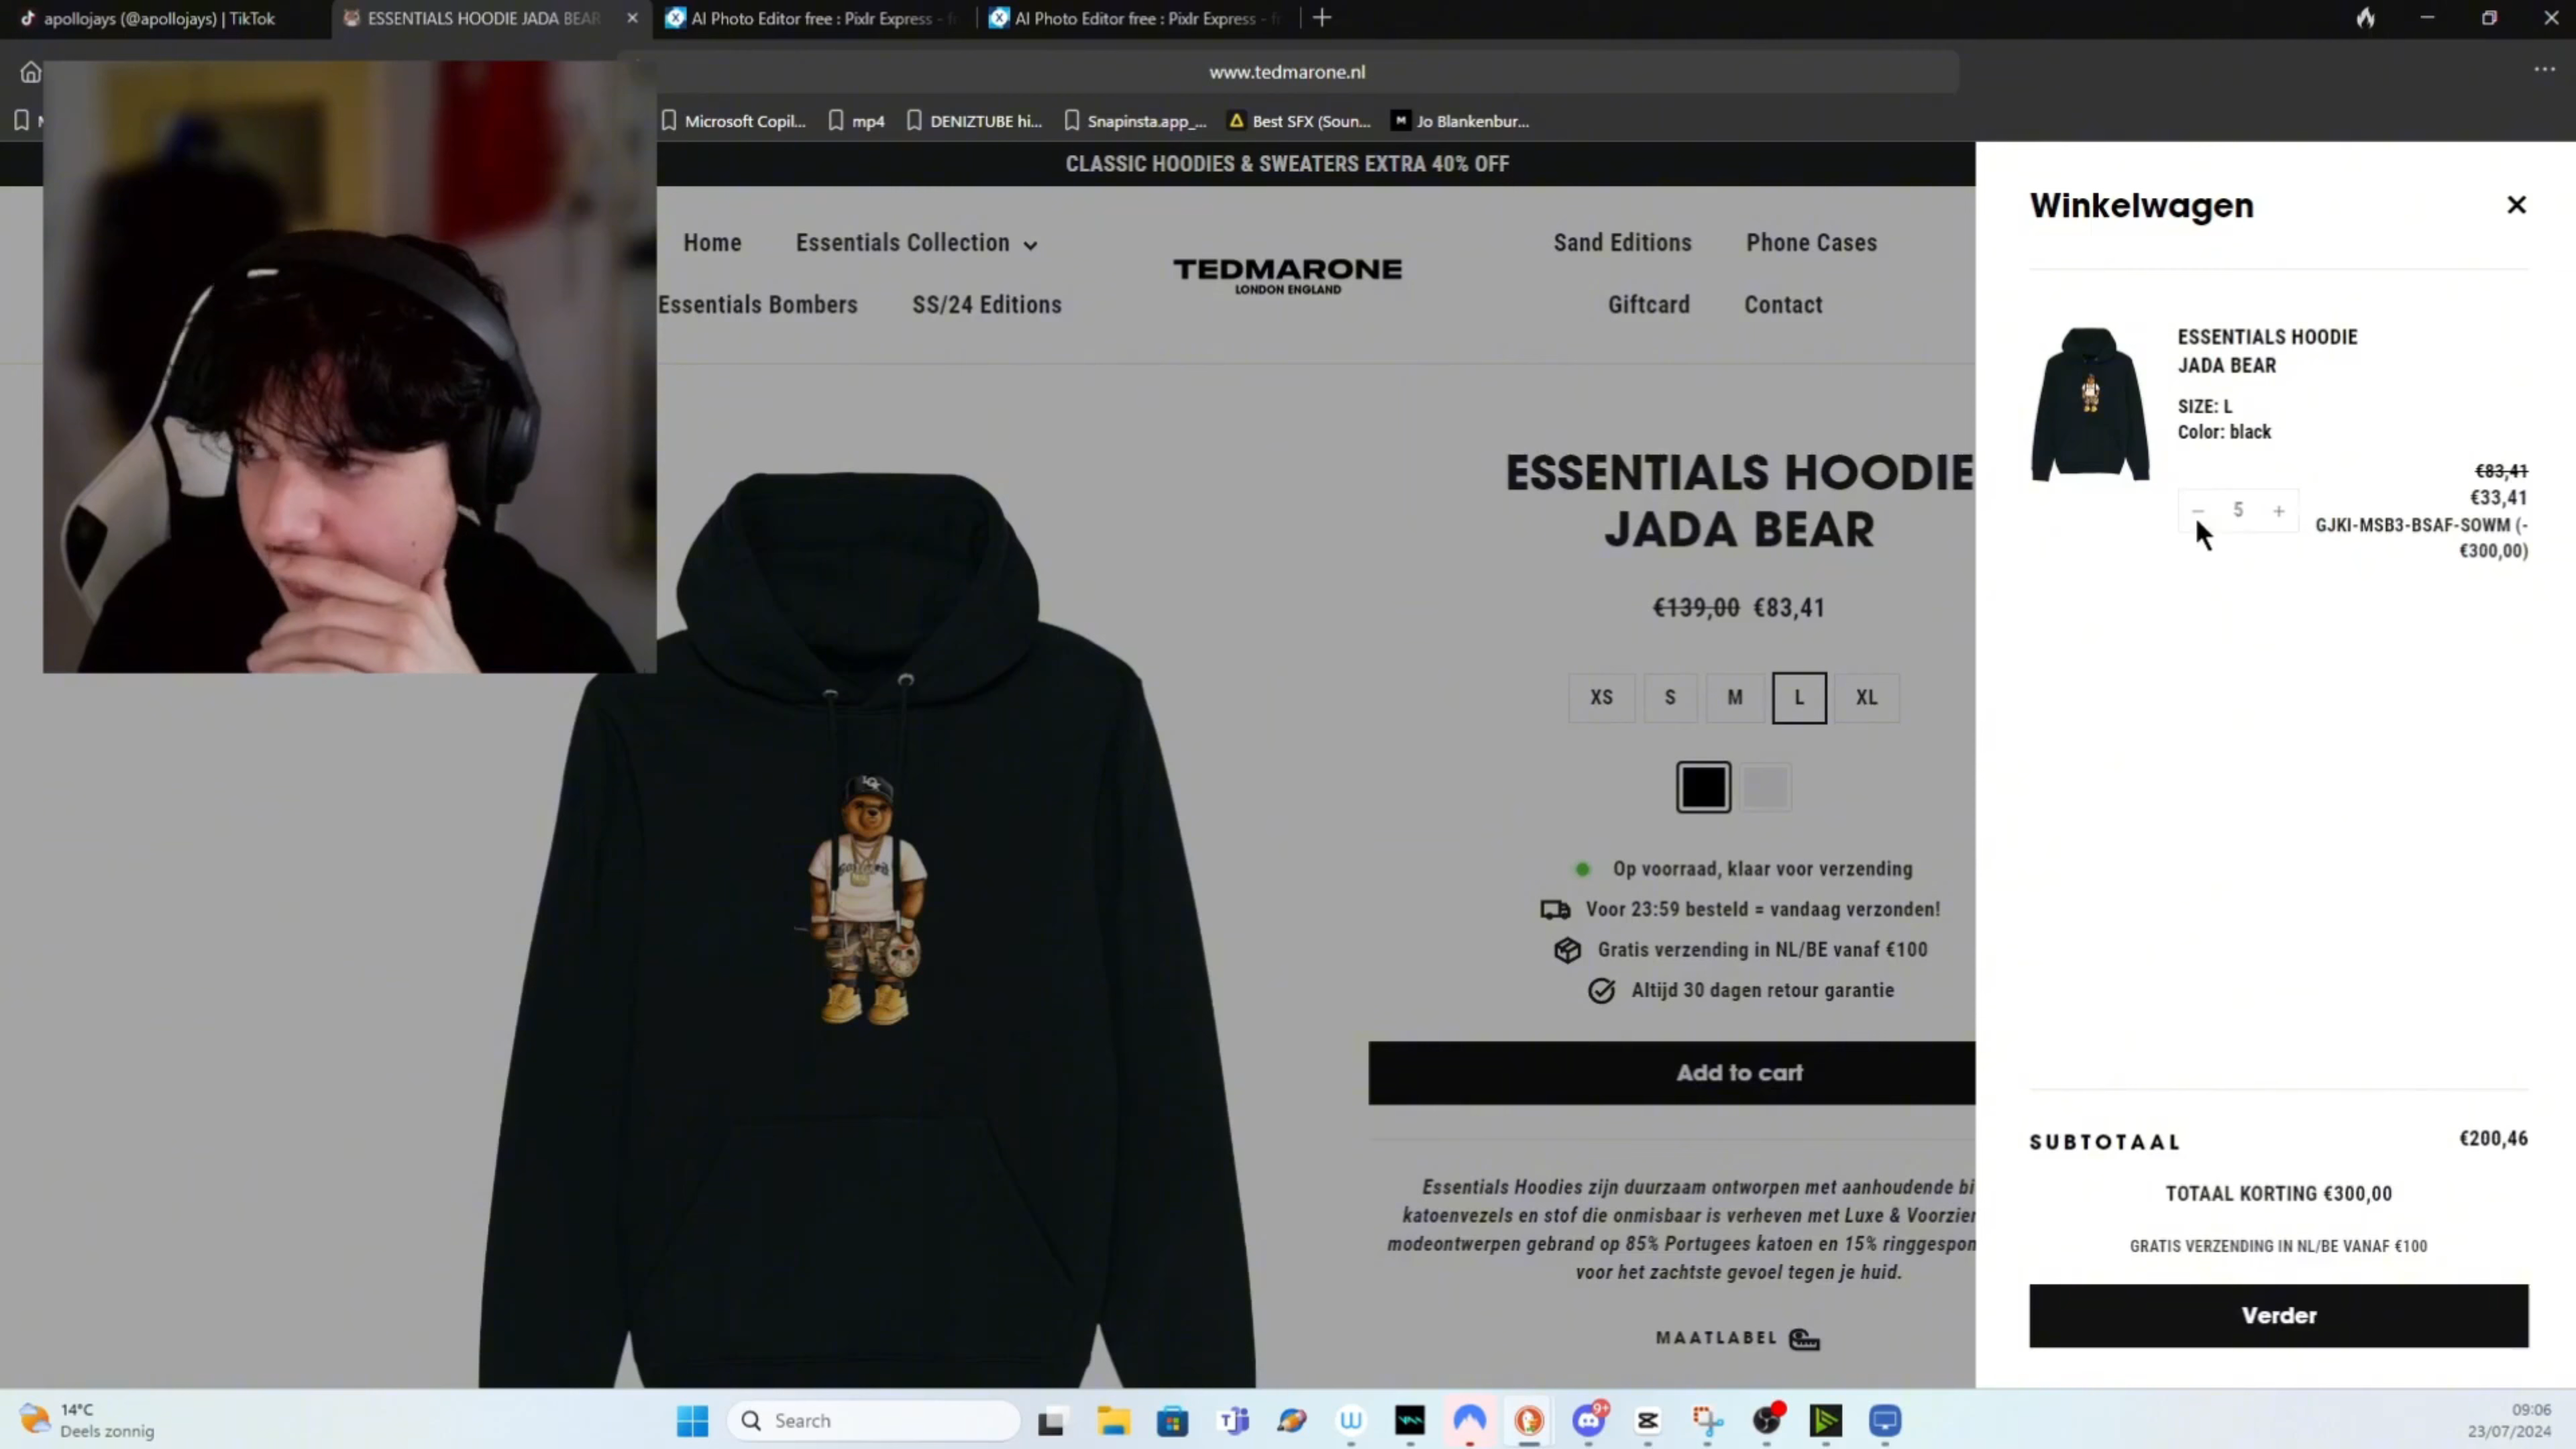 apollojays (@apollojays) | TikTok
ESSENTIALS HOODIE JADA BEAR
AI Photo Editor free : Pixlr Express -
AI Photo Editor free : Pixlr Express -
www.tedmarone.nl
Microsoft Copil...
mp4
DENIZTUBE hi...
Snapinsta.app_...
Best SFX (Soun...
Jo Blankenbur...
CLASSIC HOODIES & SWEATERS EXTRA 40% OFF
Home
Essentials Collection
TEDMARONE
LONDON ENGLAND
Sand Editions
Phone Cases
Essentials Bombers
SS/24 Editions
Giftcard
Contact
ESSENTIALS HOODIE
JADA BEAR
€139,00 €83,41
XS
S
M
L
XL
Op voorraad, klaar voor verzending
Voor 23:59 besteld = vandaag verzonden!
Gratis verzending in NL/BE vanaf €100
Altijd 30 dagen retour garantie
Add to cart
Essentials Hoodies zijn duurzaam ontworpen met aanhoudende bi
katoenvezels en stof die onmisbaar is verheven met Luxe & Voorzien
modeontwerpen gebrand op 85% Portugees katoen en 15% ringgespon
voor het zachtste gevoel tegen je huid.
MAATLABEL
Winkelwagen
ESSENTIALS HOODIE
JADA BEAR
SIZE: L
Color: black
€83,41
€33,41
− 5 +
GJKI-MSB3-BSAF-SOWM (-
€300,00)
SUBTOTAAL
€200,46
TOTAAL KORTING €300,00
GRATIS VERZENDING IN NL/BE VANAF €100
Verder
14°C
Deels zonnig
Search
9+
09:06
23/07/2024